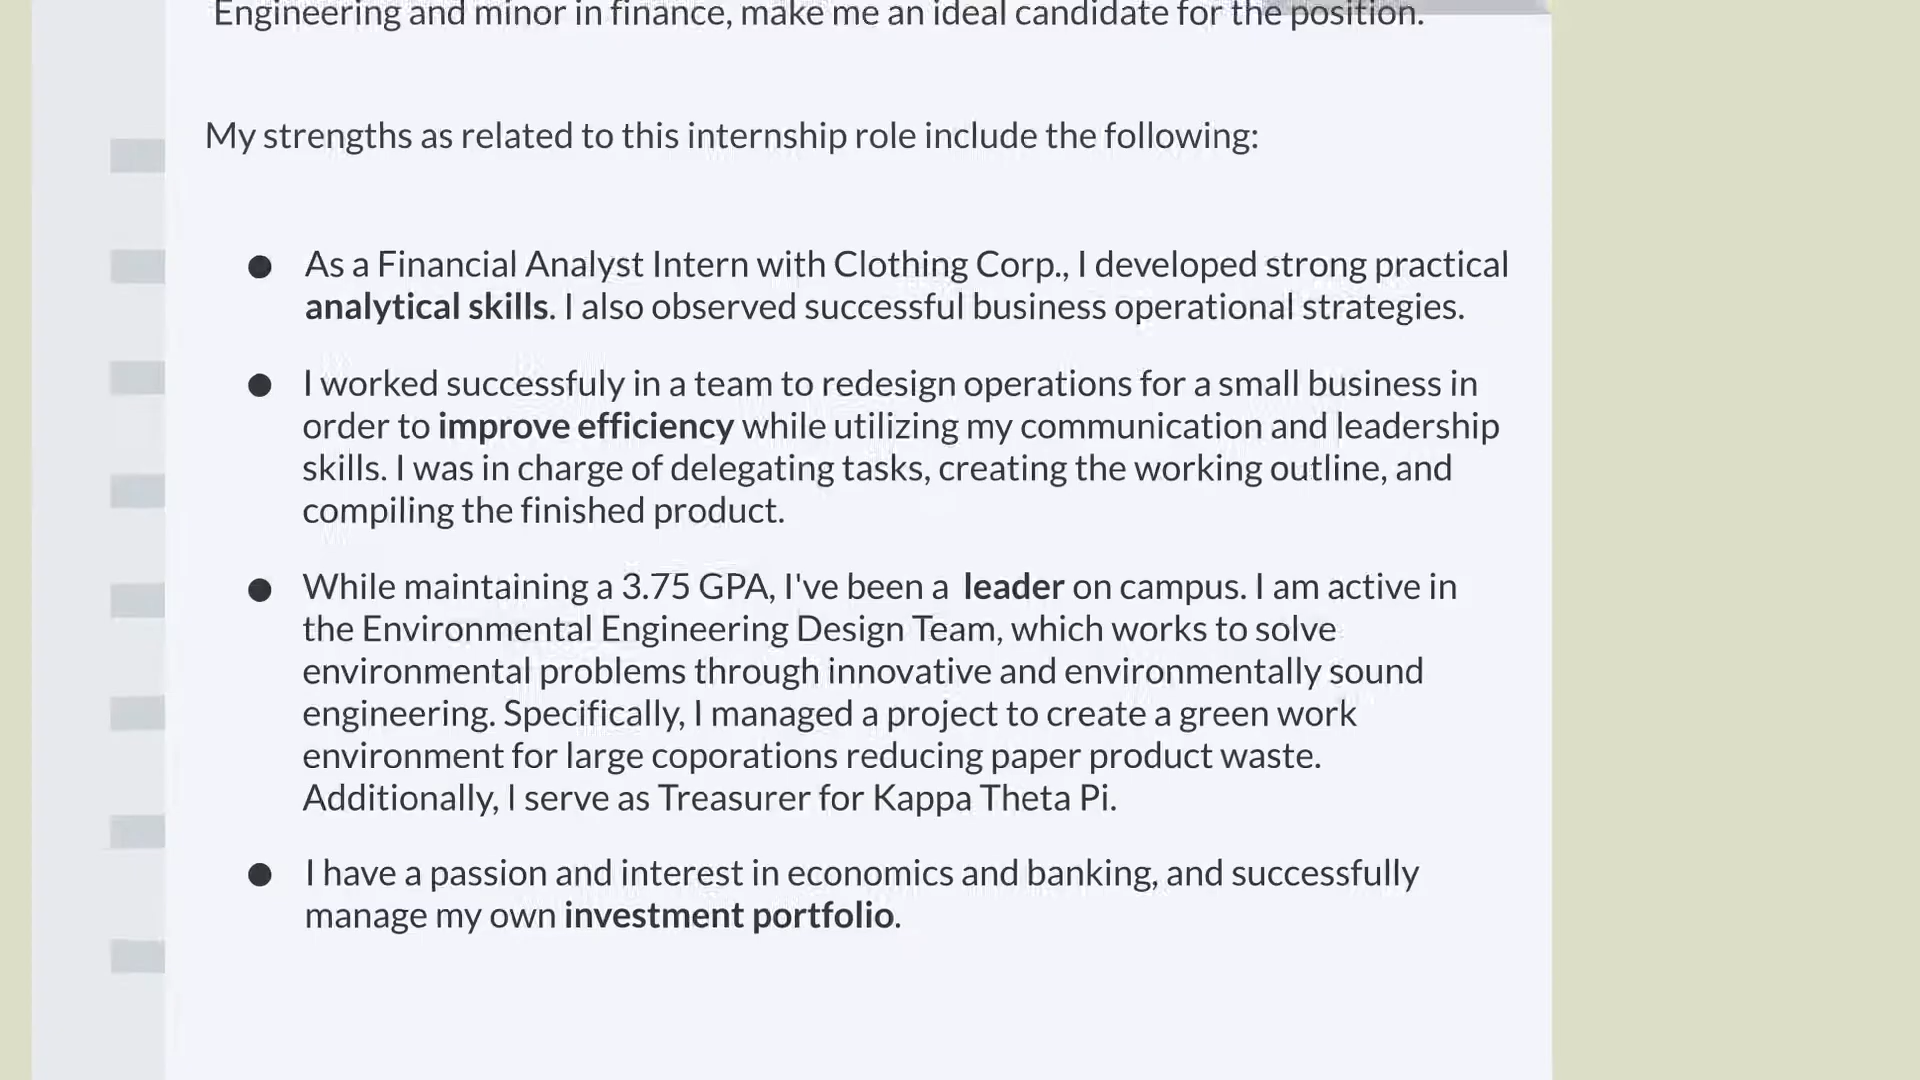 Engineering and minor in finance, make me an ideal candidate for the position.
My strengths as related to this internship role include the following:
● As a Financial Analyst Intern with Clothing Corp., I developed strong practical
analytical skills. I also observed successful business operational strategies.
● I worked successfuly in a team to redesign operations for a small business in
order to improve efficiency while utilizing my communication and leadership
skills. I was in charge of delegating tasks, creating the working outline, and
compiling the finished product.
● While maintaining a 3.75 GPA, I've been a leader on campus. I am active in
the Environmental Engineering Design Team, which works to solve
environmental problems through innovative and environmentally sound
engineering. Specifically, I managed a project to create a green work
environment for large coporations reducing paper product waste.
Additionally, I serve as Treasurer for Kappa Theta Pi.
● I have a passion and interest in economics and banking, and successfully
manage my own investment portfolio.